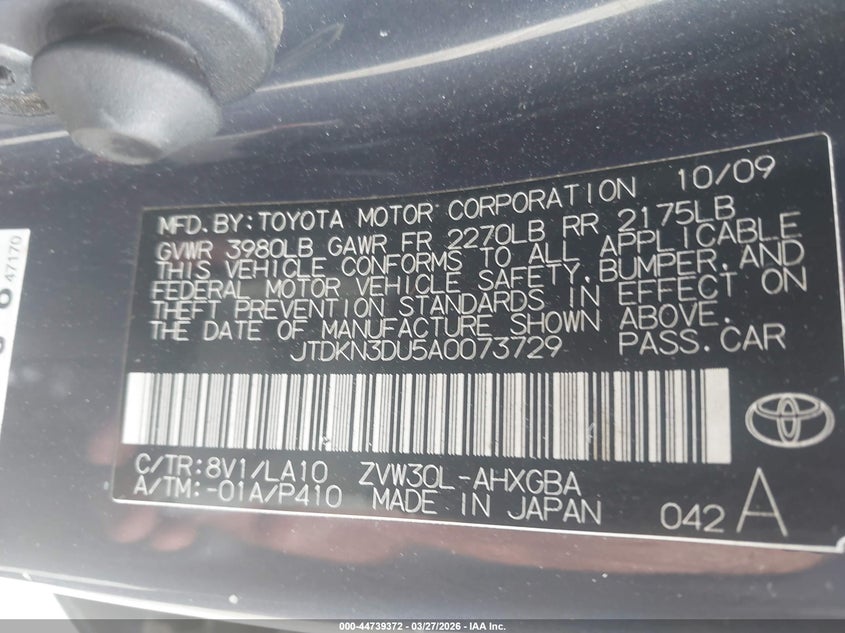 MFD.BY:TOYOTA MOTOR CORPORATION 10/09
GVWR 3980LB GAWR FR 2270LB RR 2175LB
THIS VEHICLE CONFORMS TO ALL APPLICABLE
FEDERAL MOTOR VEHICLE SAFETY,BUMPER,AND
THEFT PREVENTION STANDARDS IN EFFECT ON
THE DATE OF MANUFACTURE SHOWN ABOVE.
JTDKN3DU5A0073729 PASS.CAR
C/TR:8V1/LA10 ZVW30L-AHXGBA
A/TM:-01A/P410 MADE IN JAPAN 042 A
47170
000-44739372 | 03/27/2026 - IAA Inc.